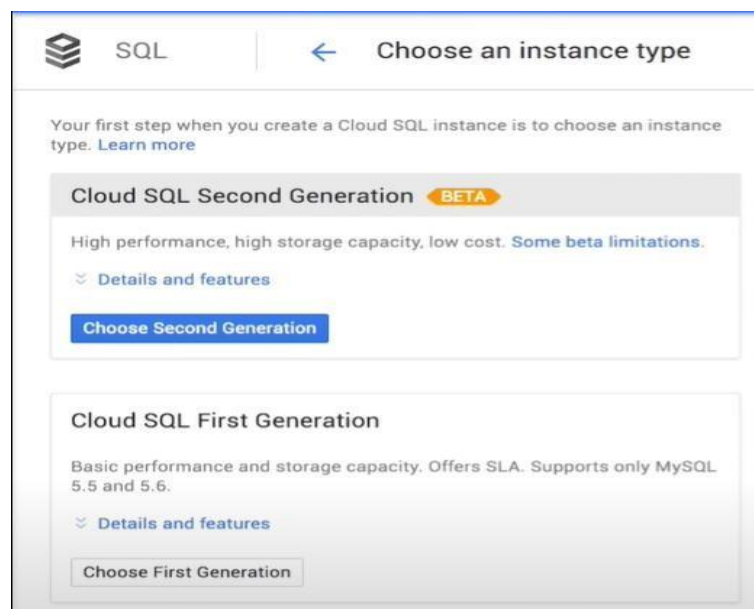 SQL
Choose an instance type
Your first step when you create a Cloud SQL instance is to choose an instance
type. Learn more
Cloud SQL Second Generation BETA
High performance, high storage capacity, low cost. Some beta limitations.
Details and features
Choose Second Generation
Cloud SQL First Generation
Basic performance and storage capacity. Offers SLA. Supports only MySQL
5.5 and 5.6.
Details and features
Choose First Generation